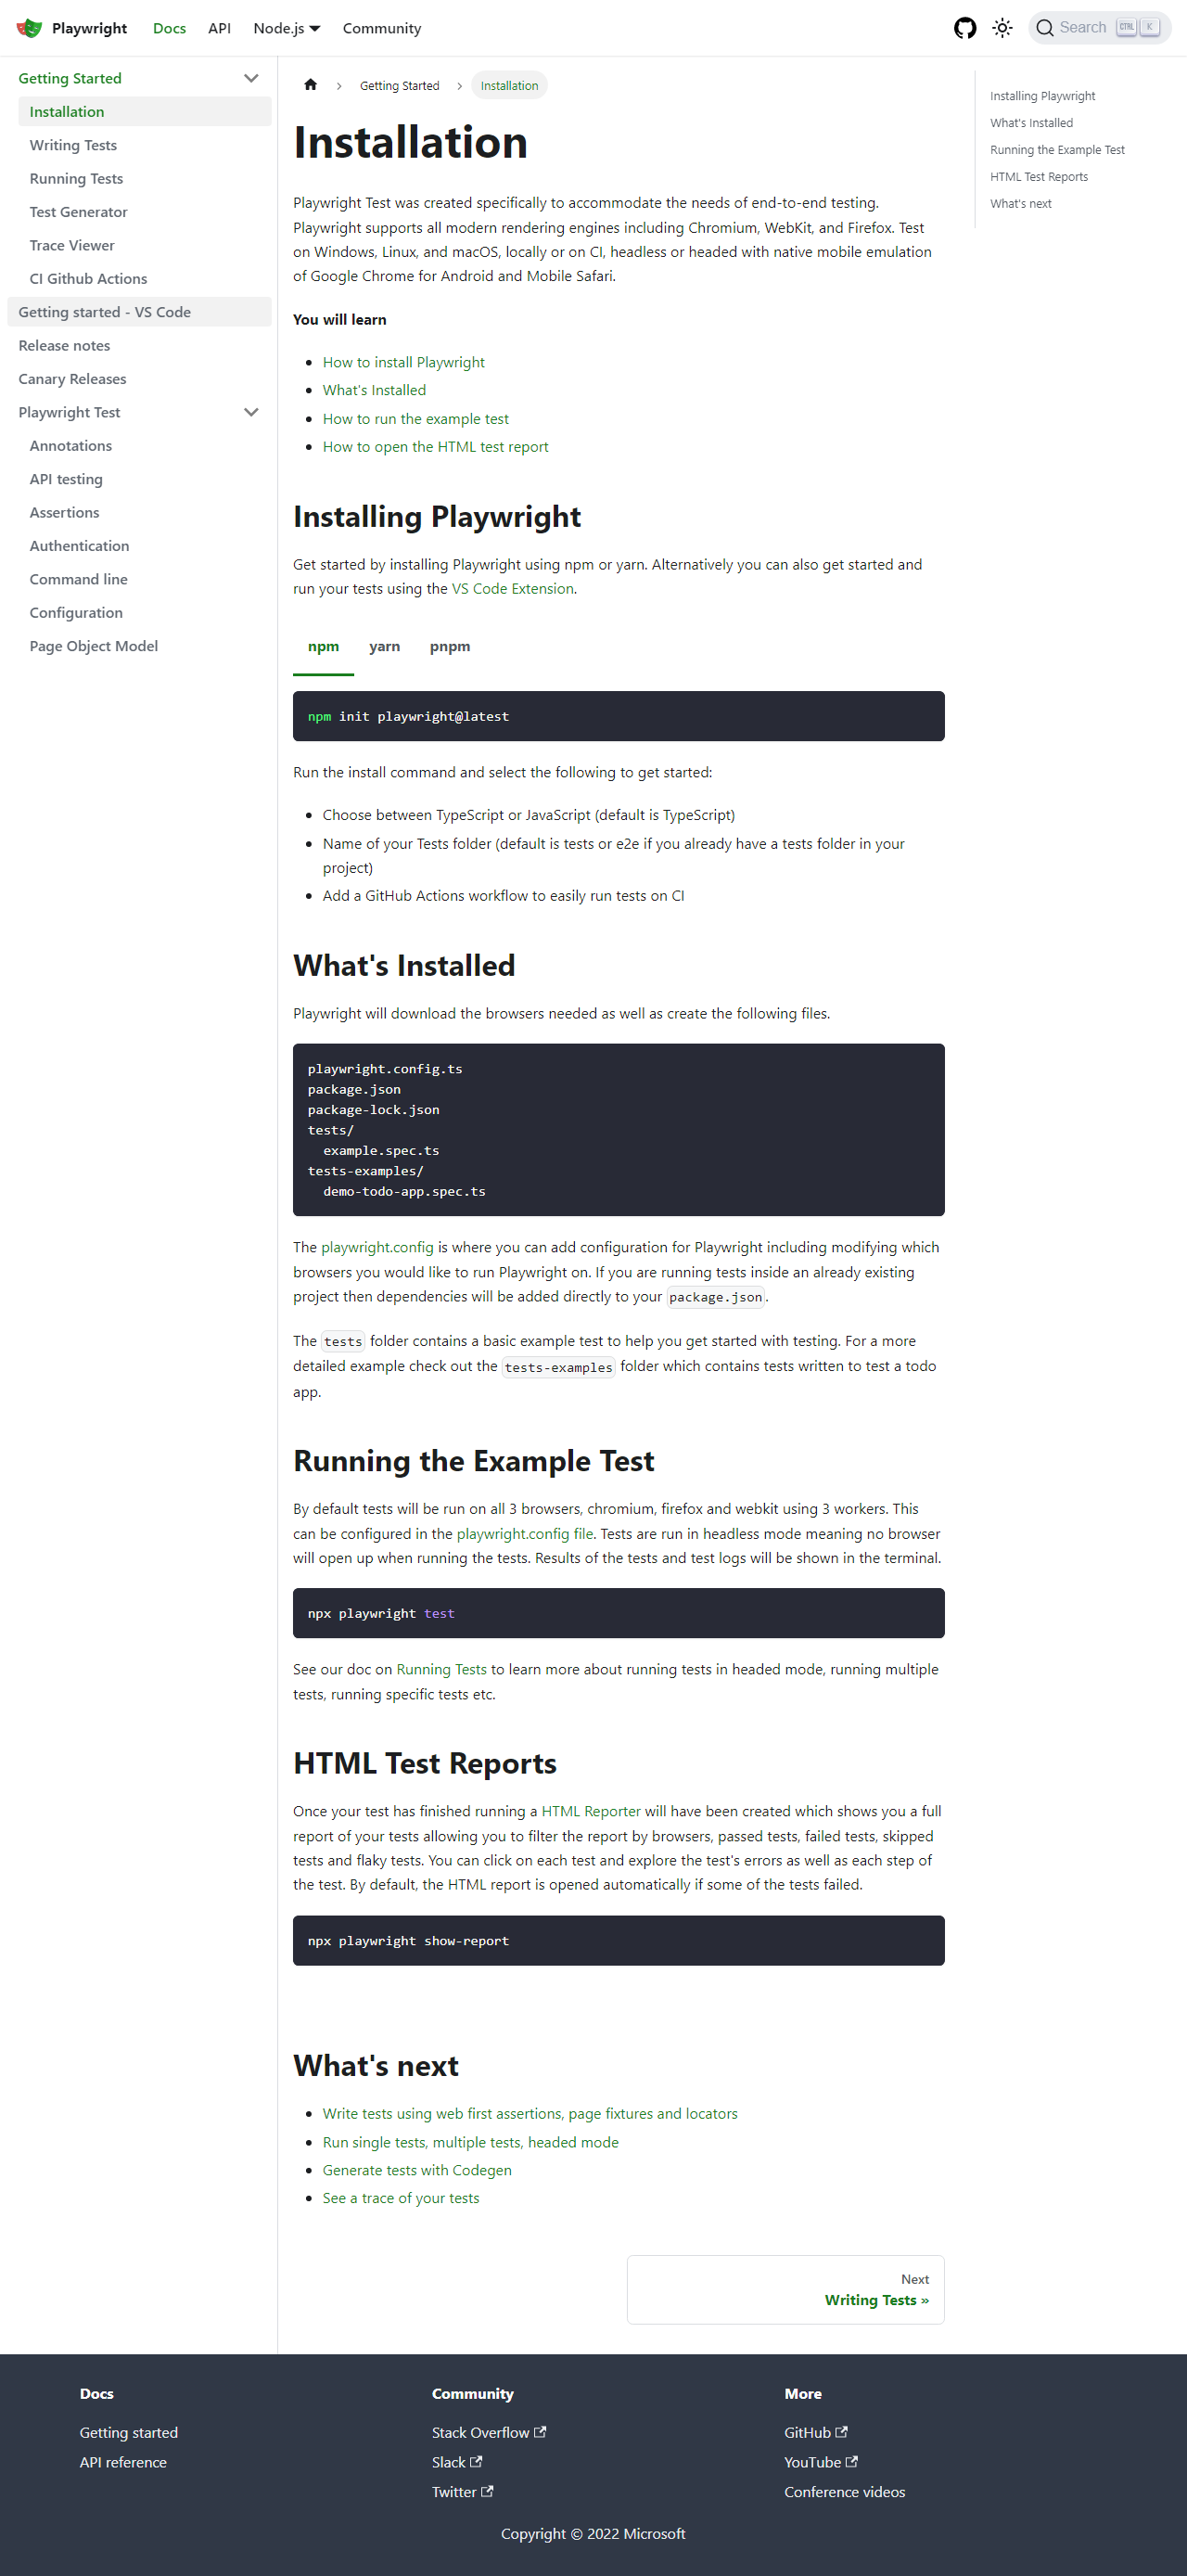 Playwright
Docs
API
Node.js
Community
Search
CTRL
K
Getting Started
Installation
Writing Tests
Running Tests
Test Generator
Trace Viewer
CI Github Actions
Getting started - VS Code
Release notes
Canary Releases
Playwright Test
Annotations
API testing
Assertions
Authentication
Command line
Configuration
Page Object Model
Getting Started
Installation
Installation
Playwright Test was created specifically to accommodate the needs of end-to-end testing.
Playwright supports all modern rendering engines including Chromium, WebKit, and Firefox. Test
on Windows, Linux, and macOS, locally or on CI, headless or headed with native mobile emulation
of Google Chrome for Android and Mobile Safari.
You will learn
How to install Playwright
What's Installed
How to run the example test
How to open the HTML test report
Installing Playwright
Get started by installing Playwright using npm or yarn. Alternatively you can also get started and
run your tests using the VS Code Extension.
npm
yarn
pnpm
npm init playwright@latest
Run the install command and select the following to get started:
Choose between TypeScript or JavaScript (default is TypeScript)
Name of your Tests folder (default is tests or e2e if you already have a tests folder in your
project)
Add a GitHub Actions workflow to easily run tests on CI
What's Installed
Playwright will download the browsers needed as well as create the following files.
playwright.config.ts
package.json
package-lock.json
tests/
  example.spec.ts
tests-examples/
  demo-todo-app.spec.ts
The playwright.config is where you can add configuration for Playwright including modifying which
browsers you would like to run Playwright on. If you are running tests inside an already existing
project then dependencies will be added directly to your package.json.
The tests folder contains a basic example test to help you get started with testing. For a more
detailed example check out the tests-examples folder which contains tests written to test a todo
app.
Running the Example Test
By default tests will be run on all 3 browsers, chromium, firefox and webkit using 3 workers. This
can be configured in the playwright.config file. Tests are run in headless mode meaning no browser
will open up when running the tests. Results of the tests and test logs will be shown in the terminal.
npx playwright test
See our doc on Running Tests to learn more about running tests in headed mode, running multiple
tests, running specific tests etc.
HTML Test Reports
Once your test has finished running a HTML Reporter will have been created which shows you a full
report of your tests allowing you to filter the report by browsers, passed tests, failed tests, skipped
tests and flaky tests. You can click on each test and explore the test's errors as well as each step of
the test. By default, the HTML report is opened automatically if some of the tests failed.
npx playwright show-report
What's next
Write tests using web first assertions, page fixtures and locators
Run single tests, multiple tests, headed mode
Generate tests with Codegen
See a trace of your tests
Next
Writing Tests »
Installing Playwright
What's Installed
Running the Example Test
HTML Test Reports
What's next
Docs
Getting started
API reference
Community
Stack Overflow
Slack
Twitter
More
GitHub
YouTube
Conference videos
Copyright © 2022 Microsoft